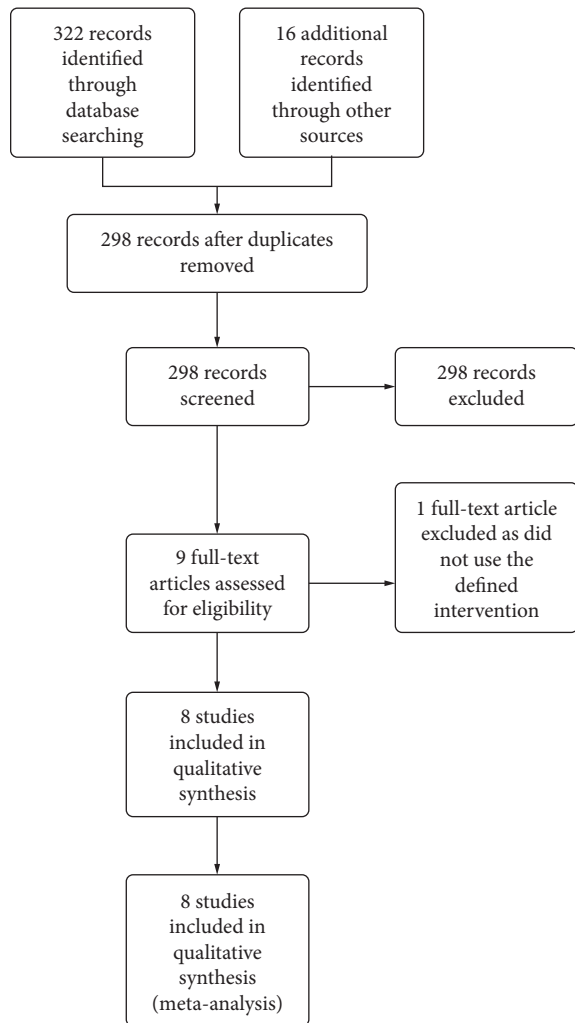 322 records
identified
through
database
searching
16 additional
records
identified
through other
sources
298 records after duplicates
removed
298 records
screened
298 records
excluded
9 full-text
articles assessed
for eligibility
1 full-text article
excluded as did
not use the
defined
intervention
8 studies
included in
qualitative
synthesis
8 studies
included in
qualitative
synthesis
(meta-analysis)